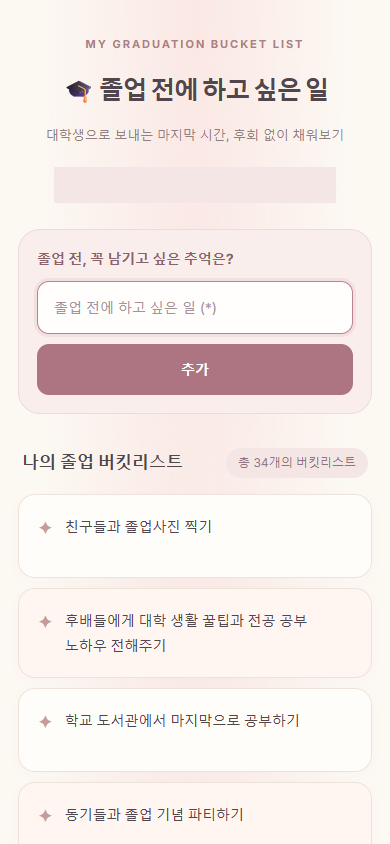 MY GRADUATION BUCKET LIST
🎓 졸업 전에 하고 싶은 일
대학생으로 보내는 마지막 시간, 후회 없이 채워보기
졸업 전, 꼭 남기고 싶은 추억은?
졸업 전에 하고 싶은 일 (*)
추가
나의 졸업 버킷리스트
총 34개의 버킷리스트
친구들과 졸업사진 찍기
후배들에게 대학 생활 꿀팁과 전공 공부
노하우 전해주기
학교 도서관에서 마지막으로 공부하기
동기들과 졸업 기념 파티하기